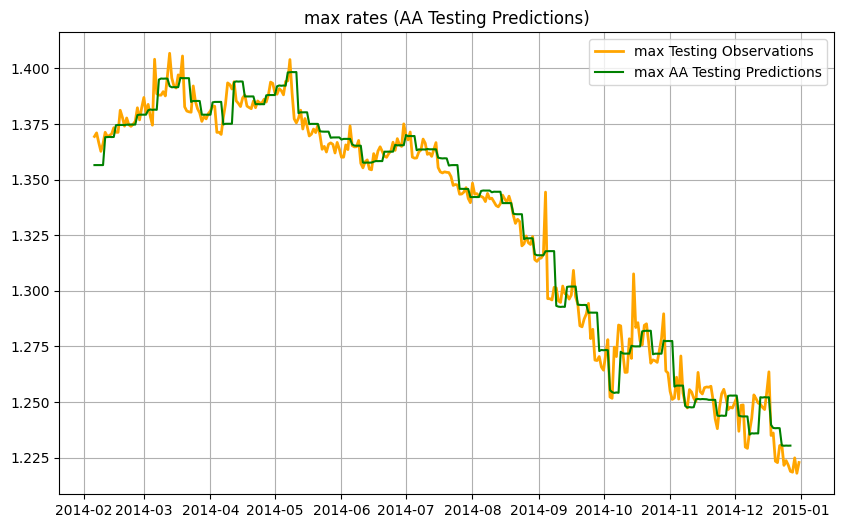 max rates (AA Testing Predictions)
max Testing Observations
max AA Testing Predictions
1.400
1.375
1.350
1.325
1.300
1.275
1.250
1.225
2014-02 2014-03 2014-04 2014-05 2014-06 2014-07 2014-08 2014-09 2014-10 2014-11 2014-12 2015-01